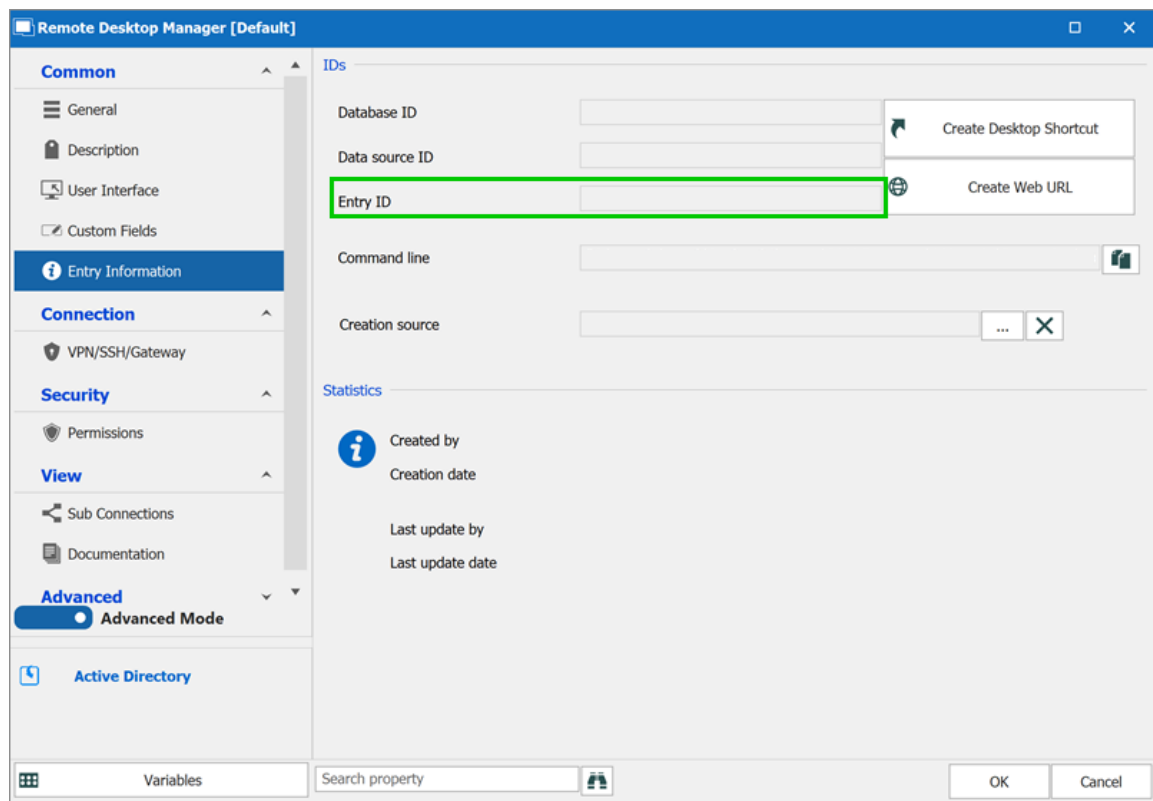 Remote Desktop Manager [Default]
Common
General
Description
User Interface
Custom Fields
Entry Information
Connection
VPN/SSH/Gateway
Security
Permissions
View
Sub Connections
Documentation
Advanced
Advanced Mode
Active Directory
Variables
IDs
Database ID
Data source ID
Entry ID
Create Desktop Shortcut
Create Web URL
Command line
Creation source
...
Statistics
Created by
Creation date
Last update by
Last update date
Search property
OK
Cancel